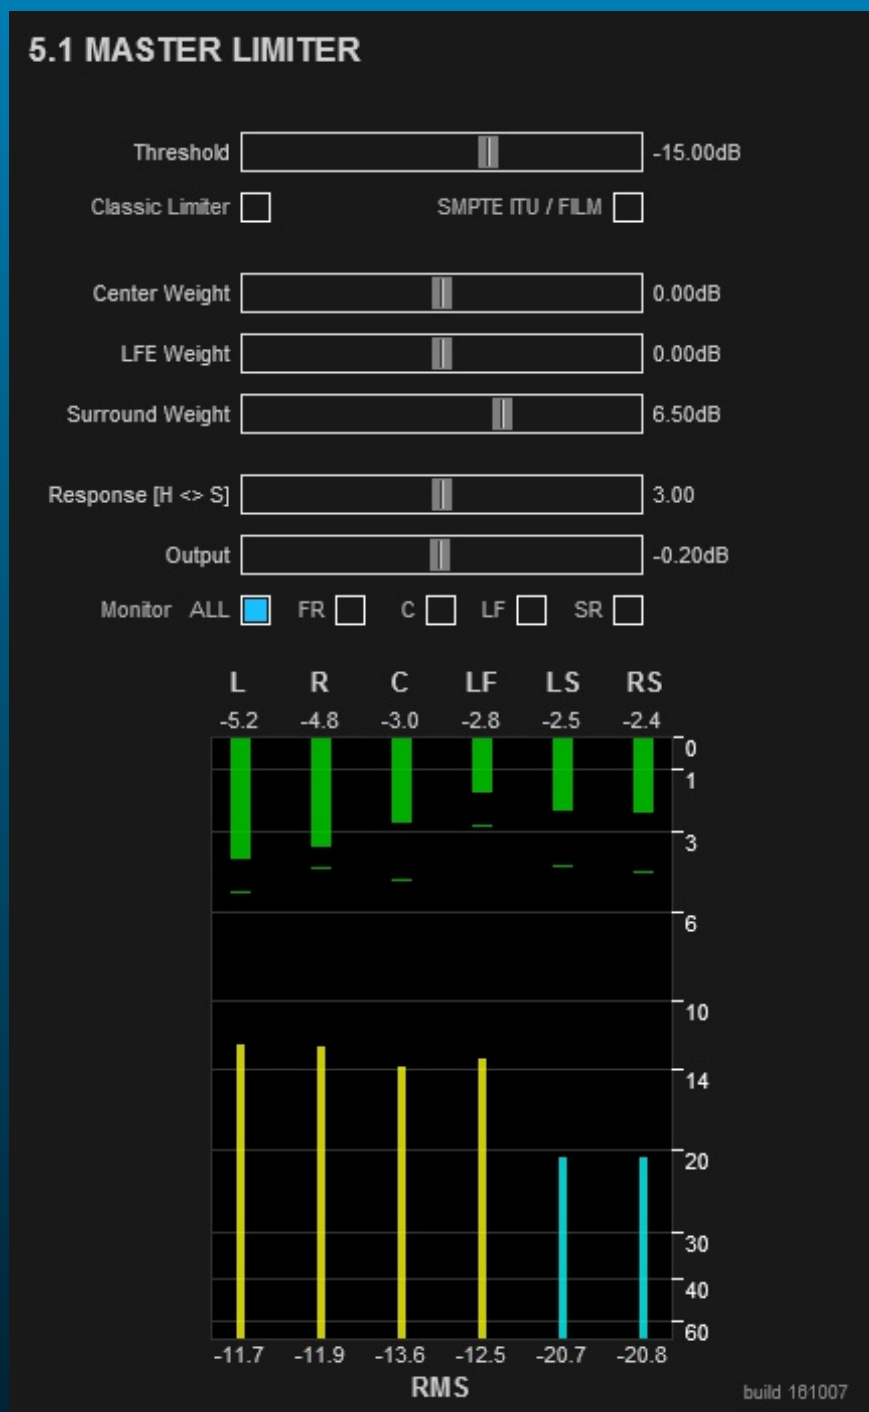 5.1 MASTER LIMITER
Threshold -15.00dB
Classic Limiter SMPTE ITU / FILM
Center Weight 0.00dB
LFE Weight 0.00dB
Surround Weight 6.50dB
Response [H <> S] 3.00
Output -0.20dB
Monitor ALL FR C LF SR
L R C LF LS RS
-5.2 -4.8 -3.0 -2.8 -2.5 -2.4
0
1
3
6
10
14
20
30
40
60
-11.7 -11.9 -13.6 -12.5 -20.7 -20.8
RMS
build 161007